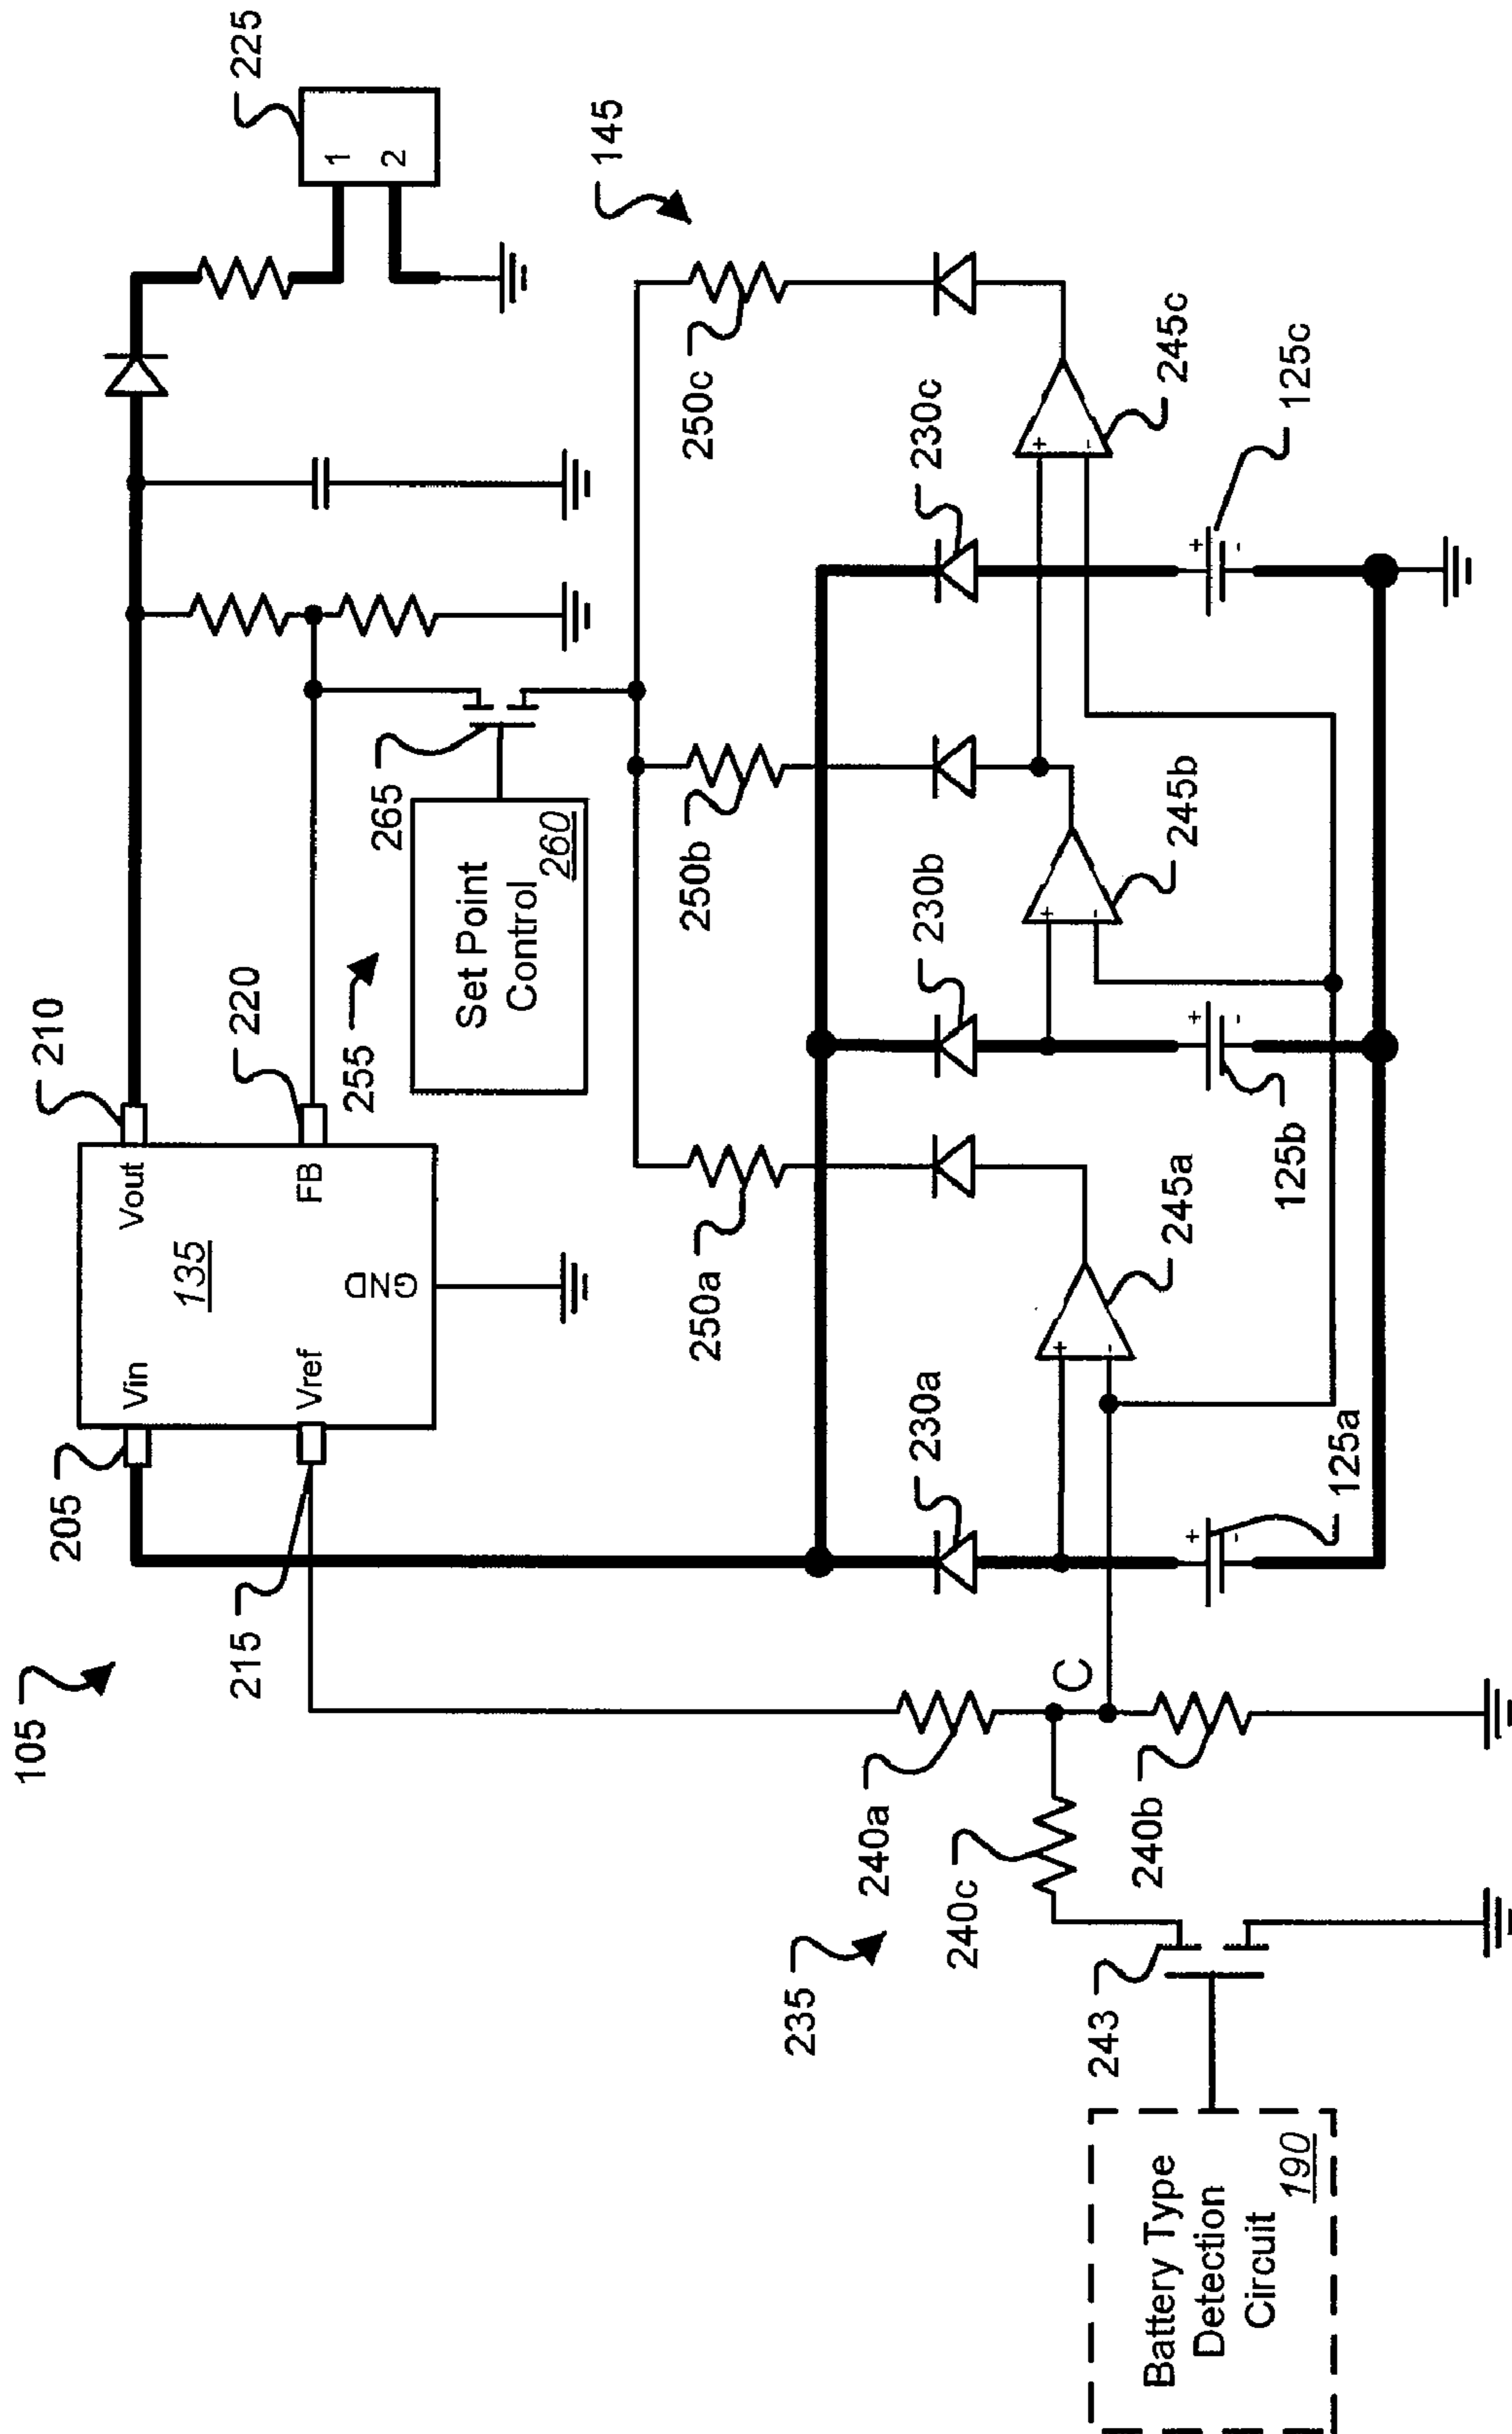 105
205
Vin
135
Vout
210
215
Vref
GND
FB
220
255
Set Point
Control
260
265
225
1
2
145
235
240a
240c
240b
C
243
Battery Type
Detection
Circuit
190
250a
250b
250c
230a
230b
230c
+
-
245a
+
-
245b
+
-
245c
+
-
125a
+
-
125b
+
-
125c